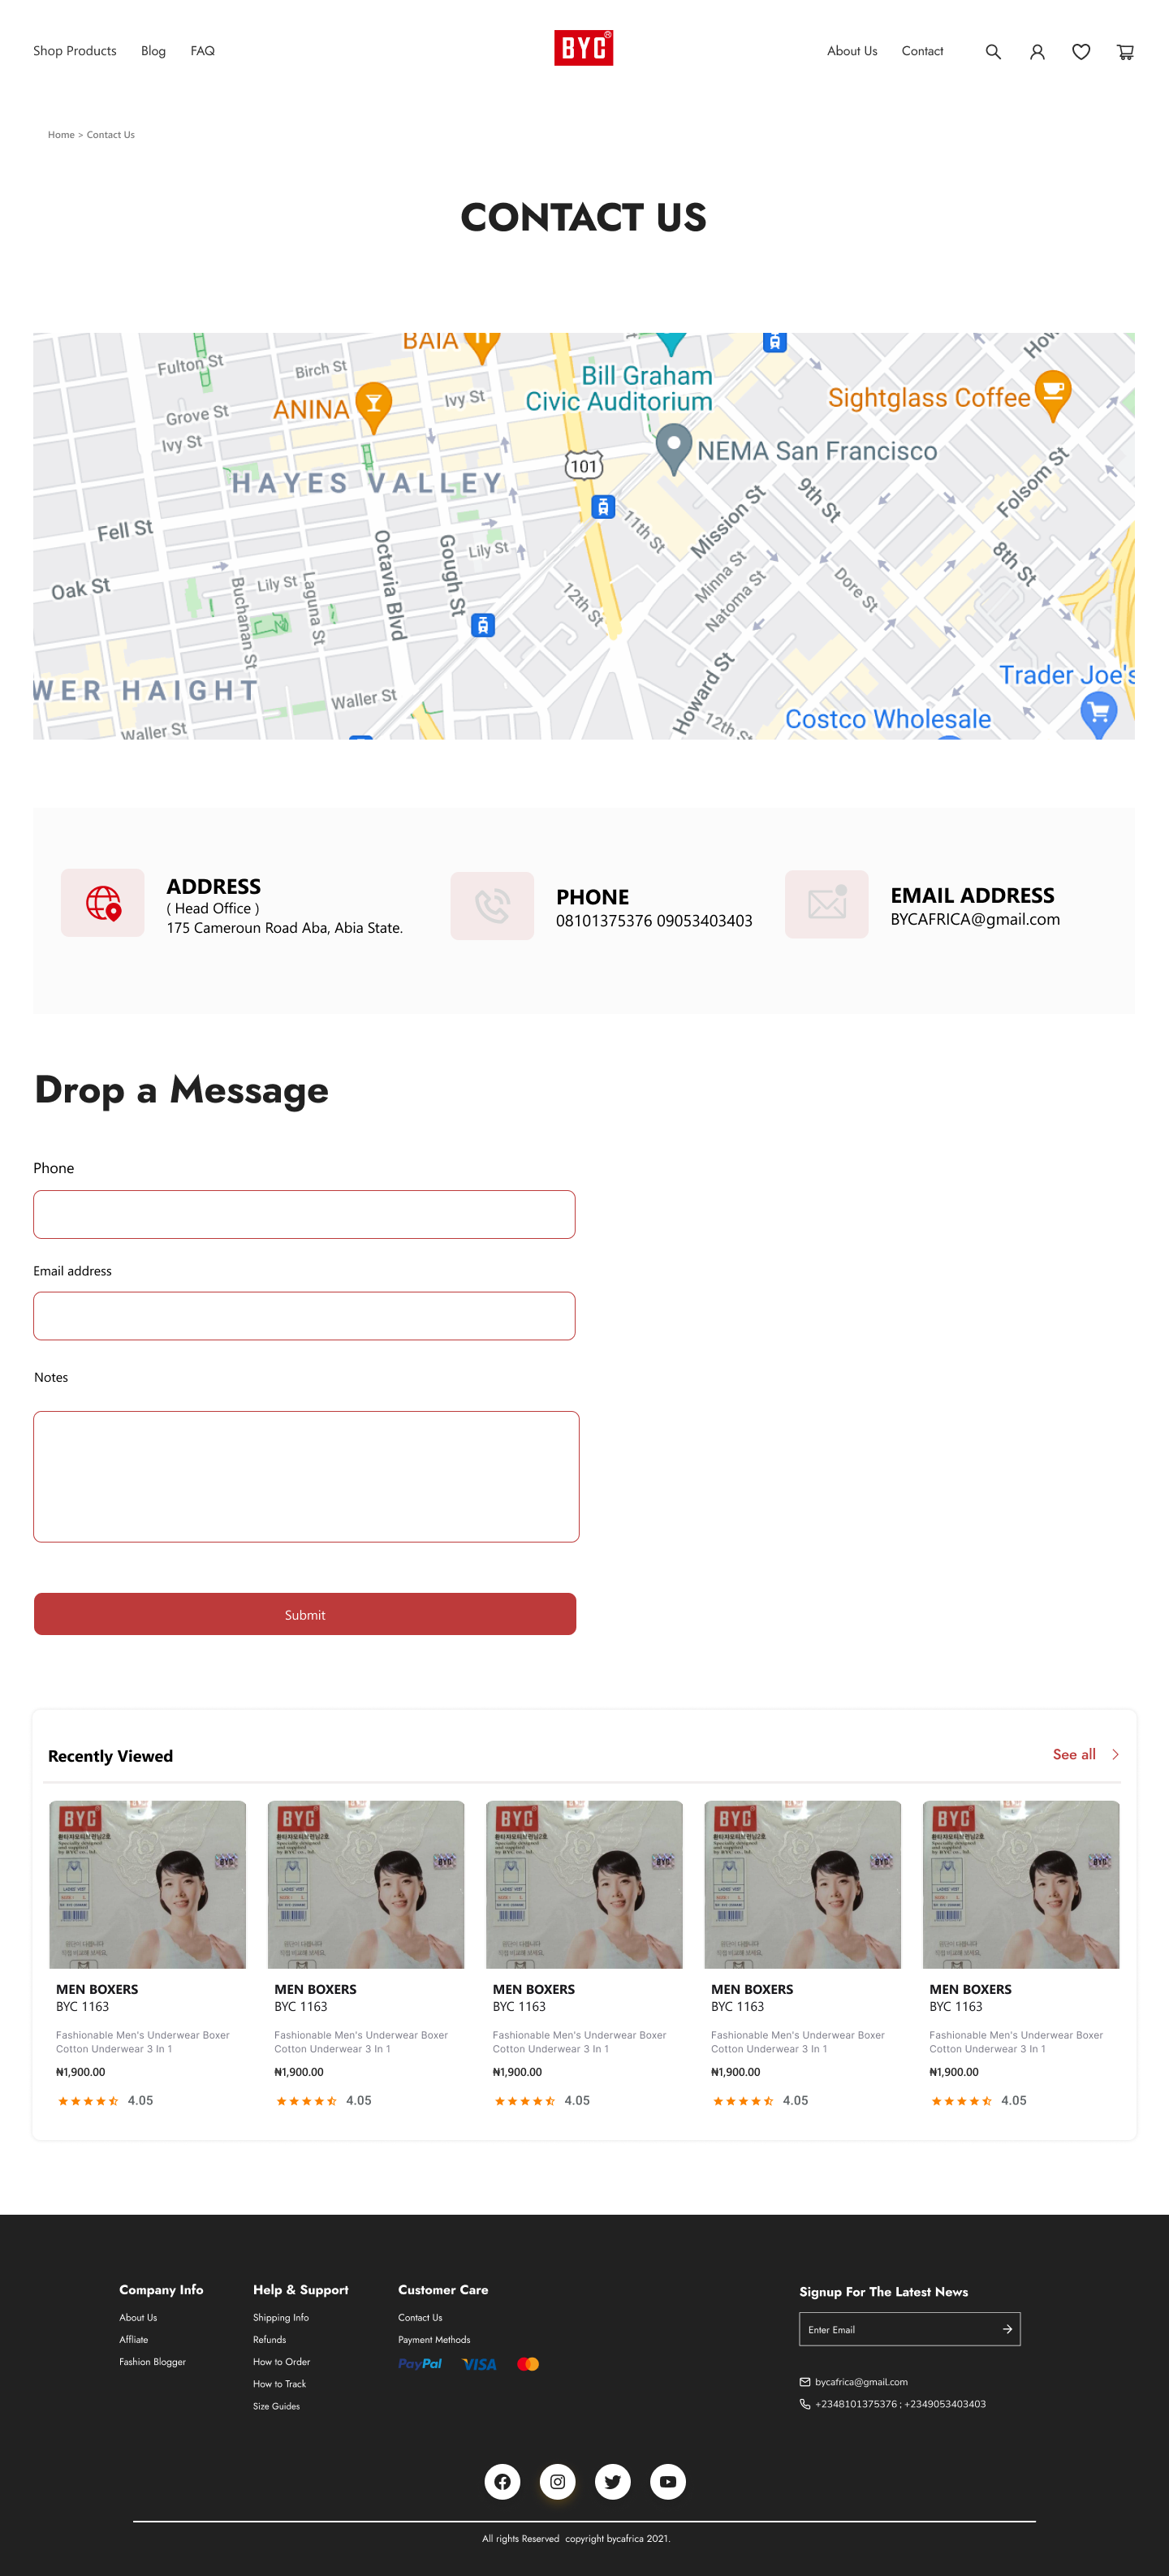 Shop Products Blog FAQ BYC About Us Contact
Home > Contact Us
CONTACT US
BAIA
Fulton St
Birch St
Bill Graham
Civic Auditorium
ANINA
Ivy St
Sightglass Coffee
Grove St
Ivy St
NEMA San Francisco
101
HAYES VALLEY
Fell St
Oak St
Octavia Blvd
Gough St
Lily St
11th St
Mission St
9th St
Folsom St
Lily St
Laguna St
Buchanan St
12th St
Minna St
Natoma St
Dore St
8th St
WER HAIGHT
Waller St
Waller St
Howard St
12th St
Trader Joe's
Costco Wholesale
ADDRESS
( Head Office )
175 Cameroun Road Aba, Abia State.
PHONE
08101375376 09053403403
EMAIL ADDRESS
BYCAFRICA@gmail.com
Drop a Message
Phone
Email address
Notes
Submit
Recently Viewed See all
MEN BOXERS
BYC 1163
Fashionable Men's Underwear Boxer
Cotton Underwear 3 In 1
₦1,900.00
4.05
MEN BOXERS
BYC 1163
Fashionable Men's Underwear Boxer
Cotton Underwear 3 In 1
₦1,900.00
4.05
MEN BOXERS
BYC 1163
Fashionable Men's Underwear Boxer
Cotton Underwear 3 In 1
₦1,900.00
4.05
MEN BOXERS
BYC 1163
Fashionable Men's Underwear Boxer
Cotton Underwear 3 In 1
₦1,900.00
4.05
MEN BOXERS
BYC 1163
Fashionable Men's Underwear Boxer
Cotton Underwear 3 In 1
₦1,900.00
4.05
Company Info
About Us
Affliate
Fashion Blogger
Help & Support
Shipping Info
Refunds
How to Order
How to Track
Size Guides
Customer Care
Contact Us
Payment Methods
PayPal VISA
Signup For The Latest News
Enter Email
bycafrica@gmail.com
+2348101375376 ; +2349053403403
All rights Reserved copyright bycafrica 2021.